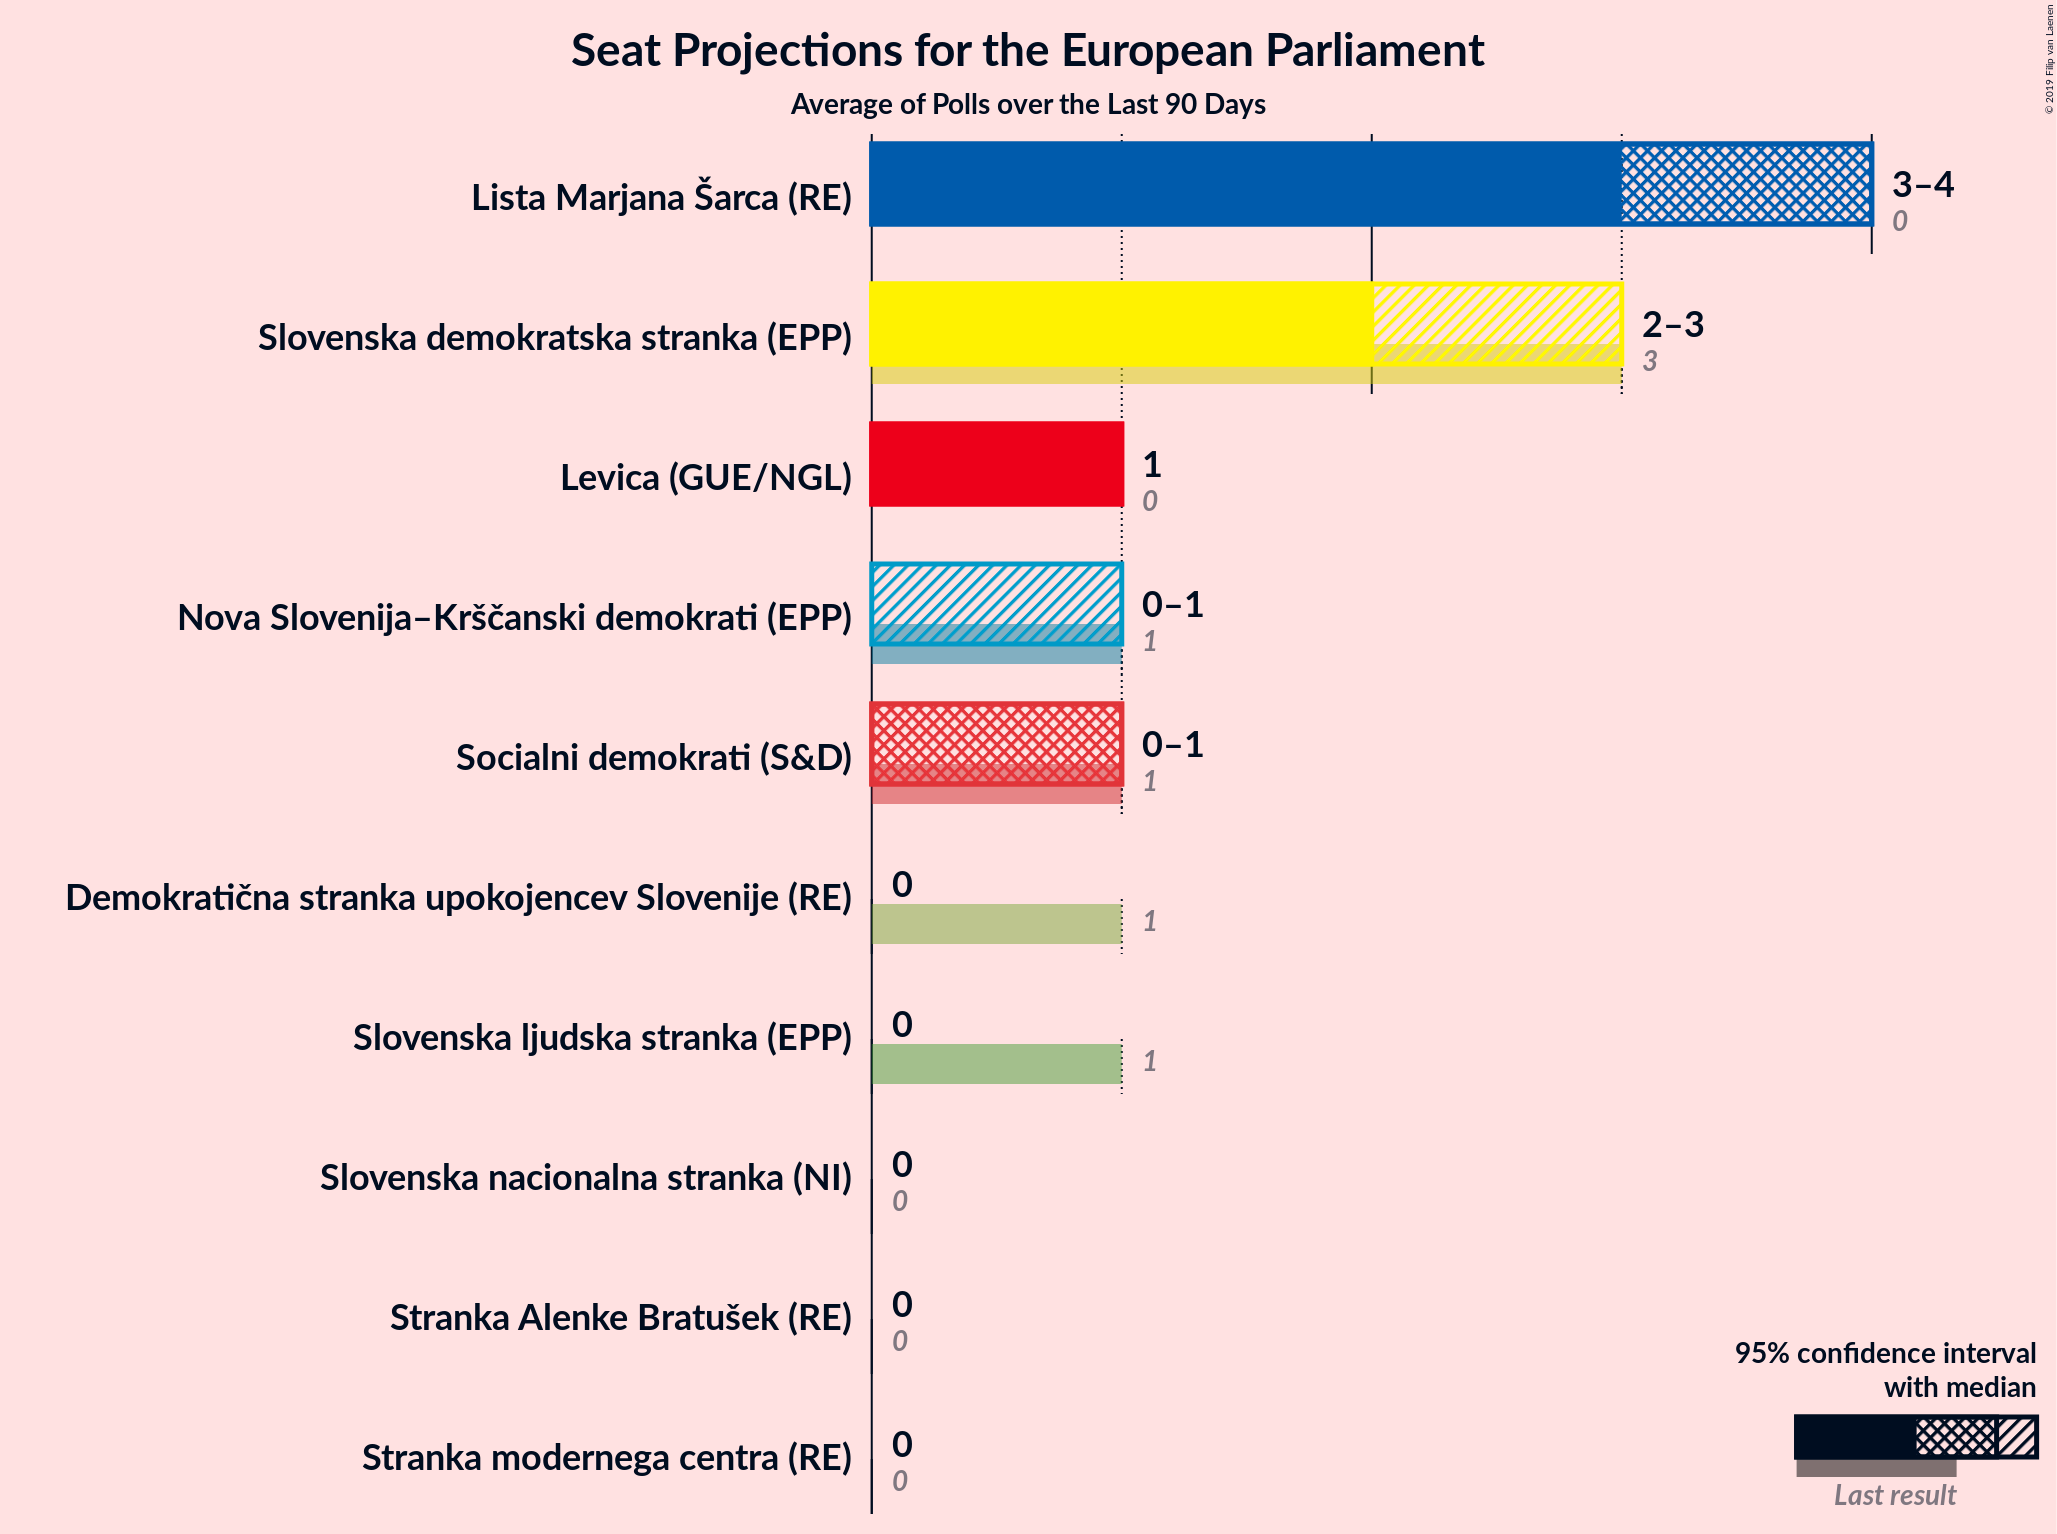 Seat Projections for the European Parliament
Average of Polls over the Last 90 Days
© 2019 Filip van Laenen
Lista Marjana Šarca (RE)
3–4
0
Slovenska demokratska stranka (EPP)
2–3
3
Levica (GUE/NGL)
1
0
Nova Slovenija–Krščanski demokrati (EPP)
0–1
1
Socialni demokrati (S&D)
0–1
1
Demokratična stranka upokojencev Slovenije (RE)
0
1
Slovenska ljudska stranka (EPP)
0
1
Slovenska nacionalna stranka (NI)
0
0
Stranka Alenke Bratušek (RE)
0
0
Stranka modernega centra (RE)
0
0
95% confidence interval
with median
Last result